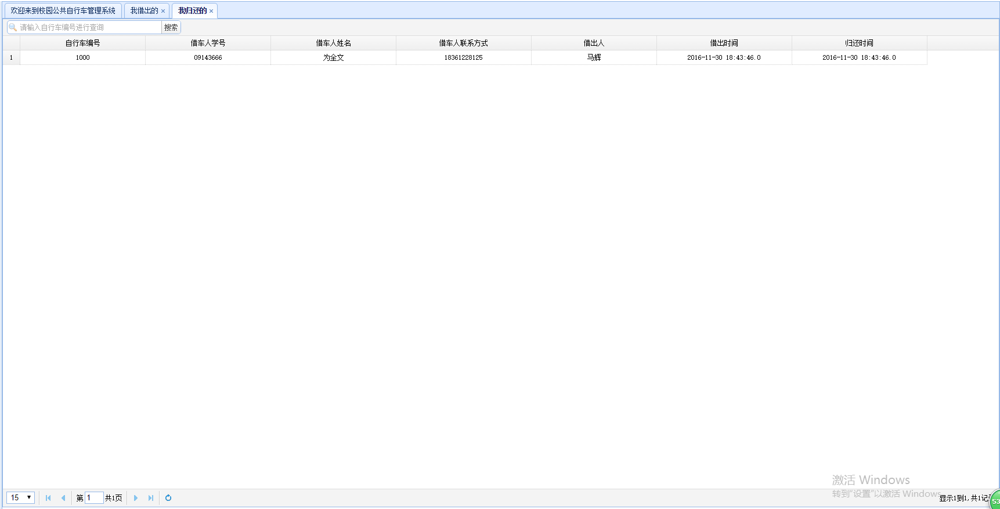 欢迎来到校园公共自行车管理系统 我借出的 我归还的
请输入自行车编号进行查询 搜索
自行车编号 借车人学号 借车人姓名 借车人联系方式 借出人 借出时间 归还时间
1 1000 09143666 为全文 18361228125 马辉 2016-11-30 18:43:46.0 2016-11-30 18:43:46.0
激活 Windows
转到"设置"以激活 Windows
15 第 1 共1页 显示1到1,共1记
53